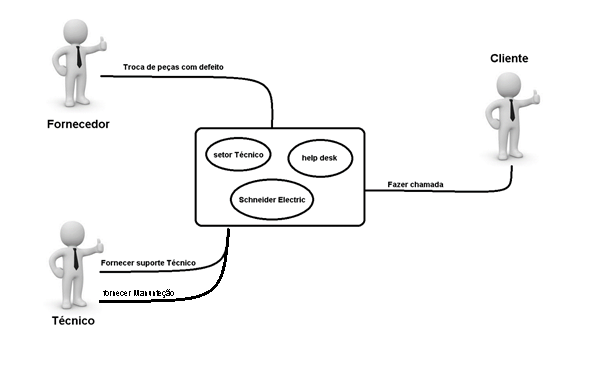 Troca de peças com defeito
Cliente
Fornecedor
setor Técnico
help desk
Fazer chamada
Schneider Electric
Fornecer suporte Técnico
fornecer Manunteção
Técnico